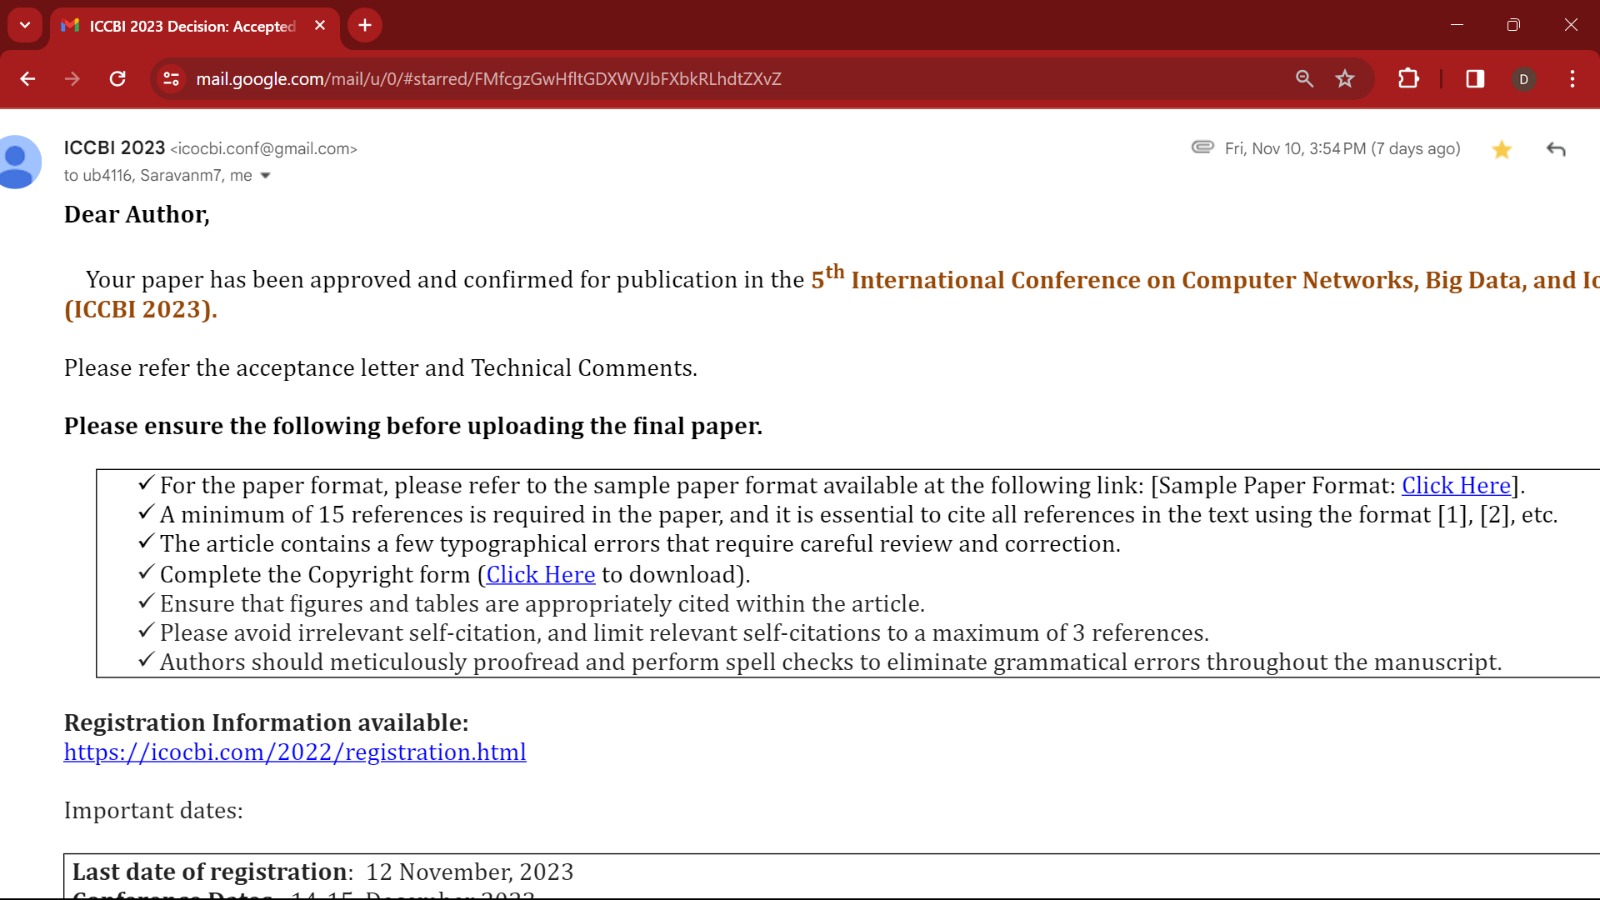 ICCBI 2023 Decision: Accepted
mail.google.com/mail/u/0/#starred/FMfcgzGwHfltGDXWVJbFXbkRLhdtZXvZ
D
ICCBI 2023 <icocbi.conf@gmail.com>
Fri, Nov 10, 3:54 PM (7 days ago)
to ub4116, Saravanm7, me
Dear Author,
Your paper has been approved and confirmed for publication in the 5th International Conference on Computer Networks, Big Data, and
(ICCBI 2023).
Please refer the acceptance letter and Technical Comments.
Please ensure the following before uploading the final paper.
✓ For the paper format, please refer to the sample paper format available at the following link: [Sample Paper Format: Click Here].
✓ A minimum of 15 references is required in the paper, and it is essential to cite all references in the text using the format [1], [2], etc.
✓ The article contains a few typographical errors that require careful review and correction.
✓ Complete the Copyright form (Click Here to download).
✓ Ensure that figures and tables are appropriately cited within the article.
✓ Please avoid irrelevant self-citation, and limit relevant self-citations to a maximum of 3 references.
✓ Authors should meticulously proofread and perform spell checks to eliminate grammatical errors throughout the manuscript.
Registration Information available:
https://icocbi.com/2022/registration.html
Important dates:
Last date of registration: 12 November, 2023
Conference Dates 14-15 December 2023